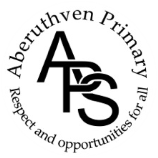 Aberuthven Primary
APS
Respect and opportunities for all